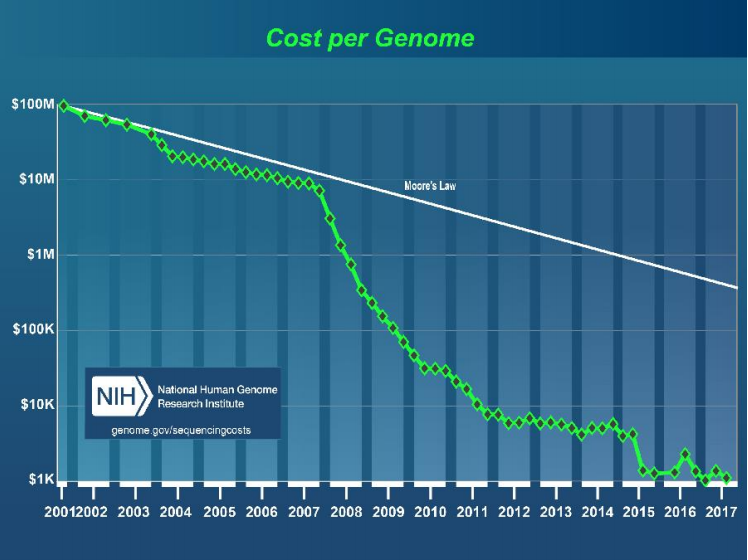 Cost per Genome
$100M
$10M
Moore's Law
$1M
$100K
NIH
National Human Genome
Research Institute
genome.gov/sequencingcosts
$10K
$1K
2001 2002 2003 2004 2005 2006 2007 2008 2009 2010 2011 2012 2013 2014 2015 2016 2017